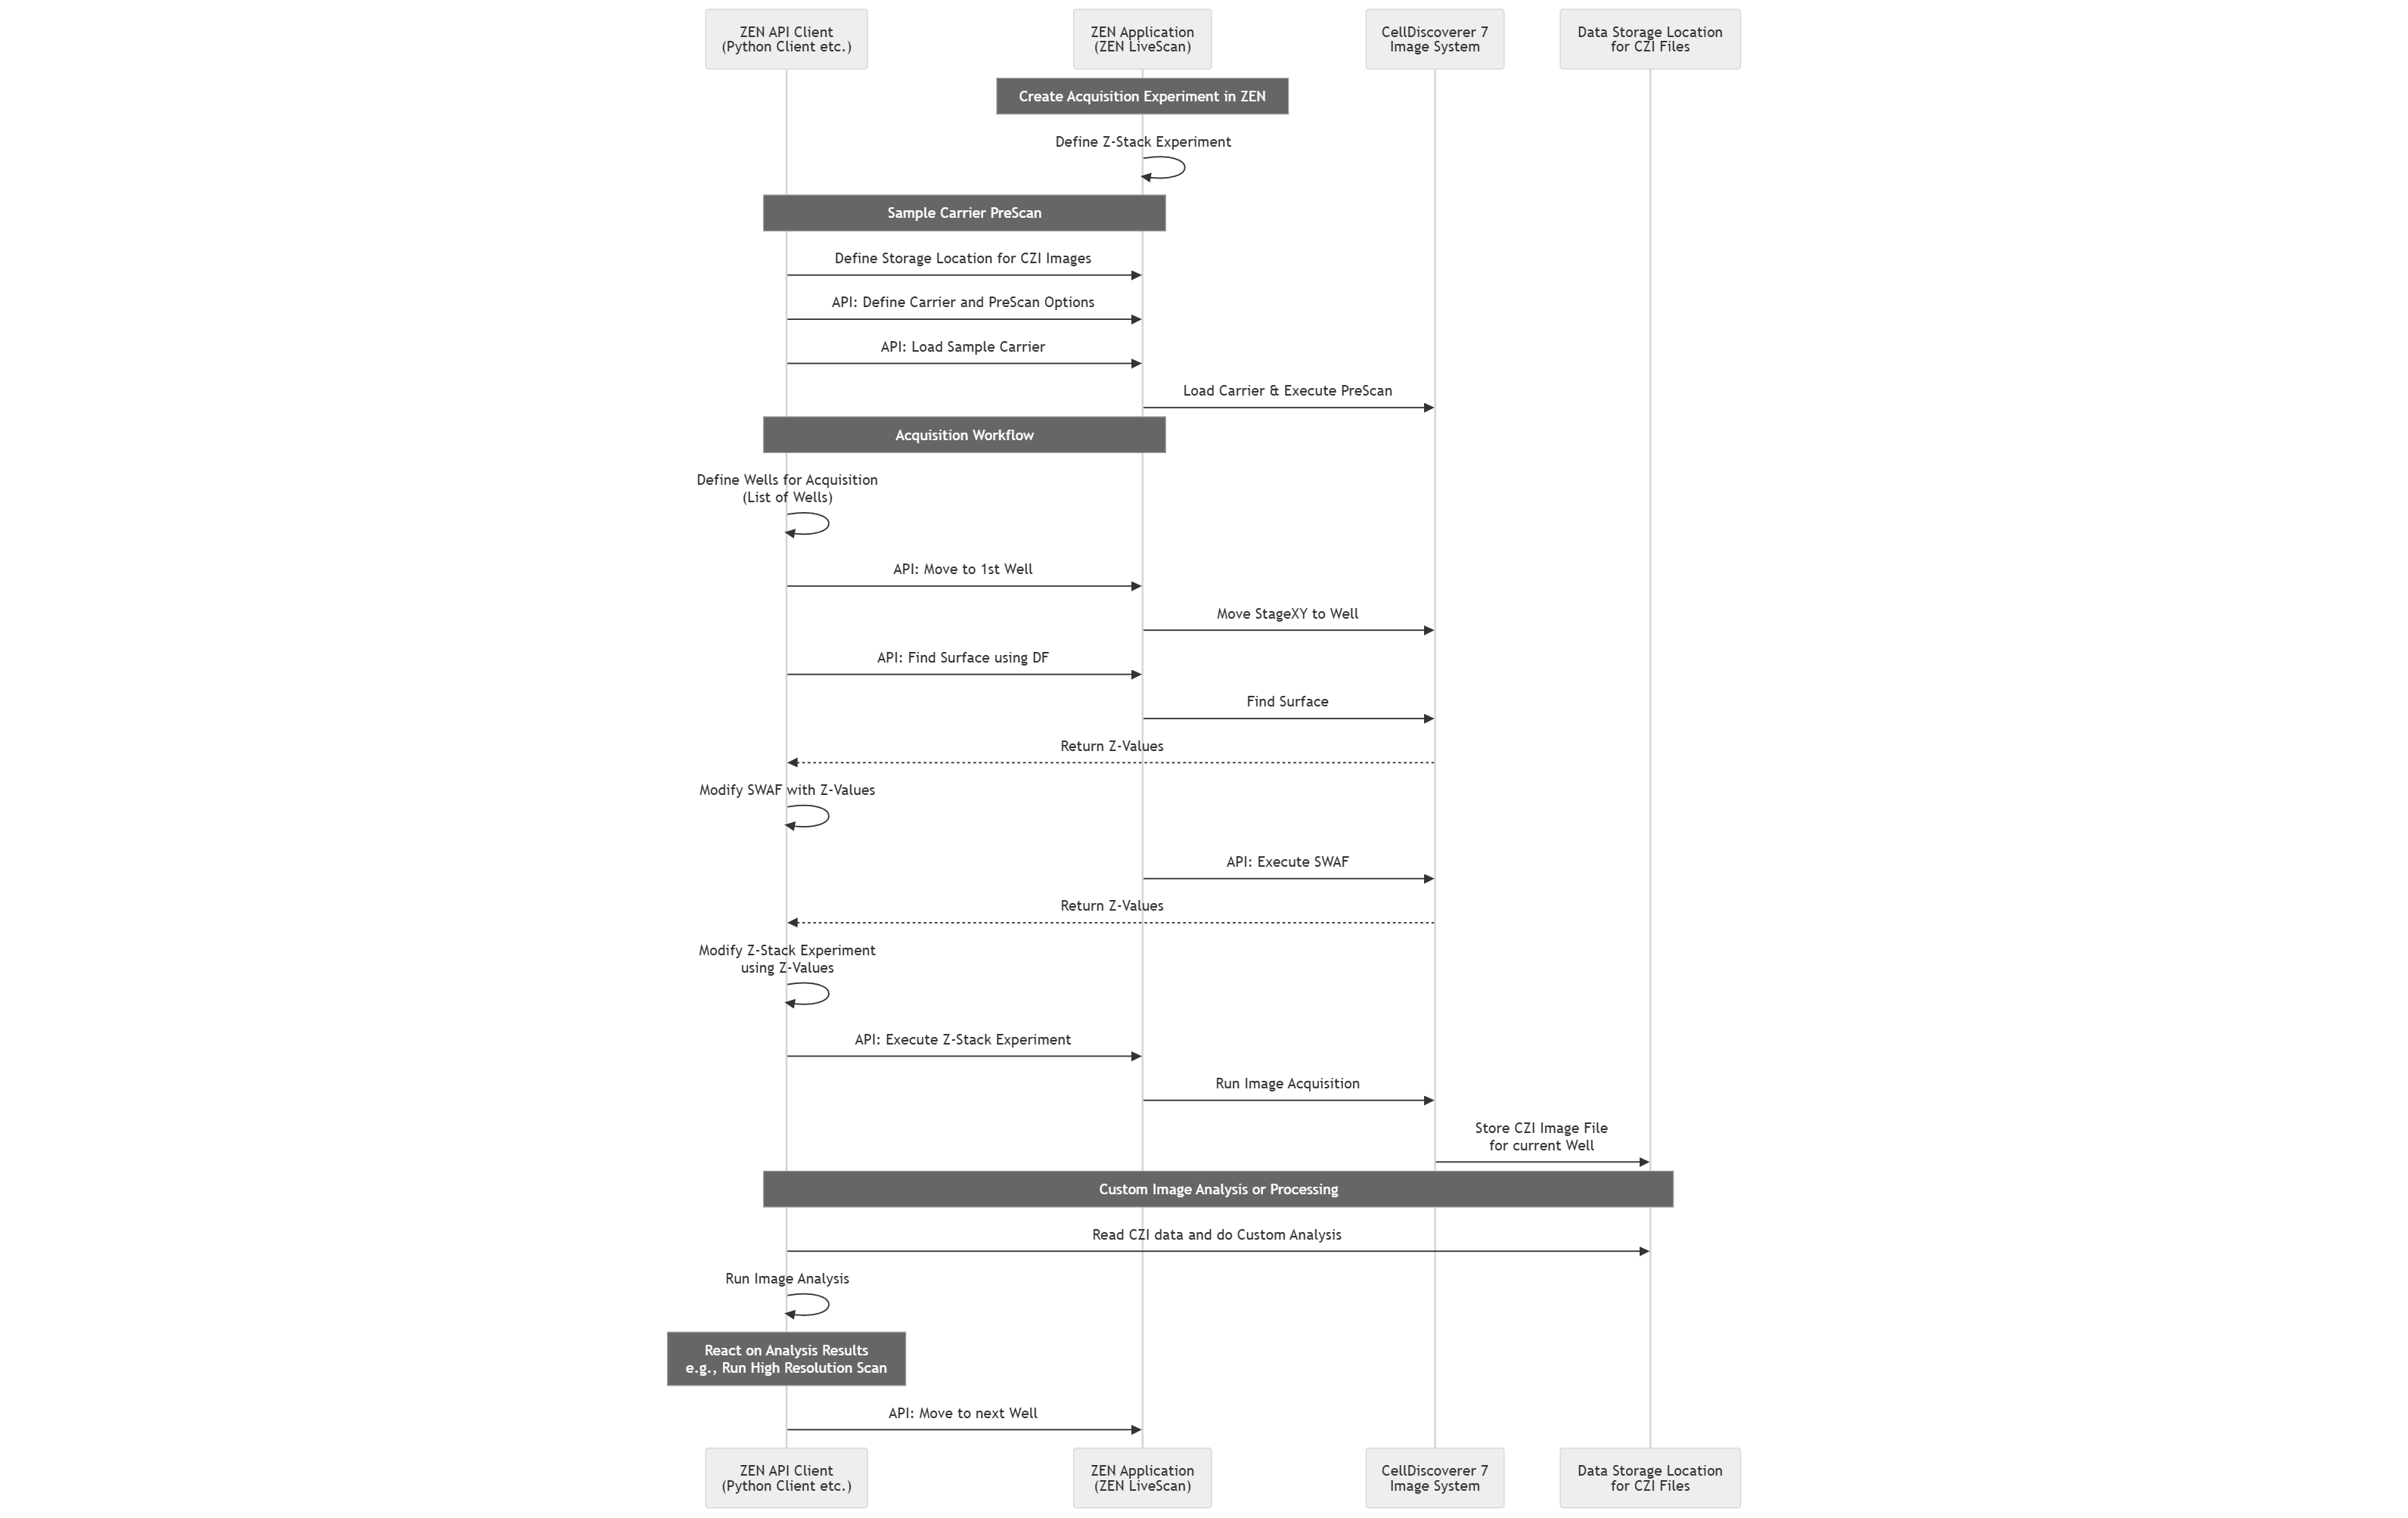 ZEN API Client
(Python Client etc.)
ZEN Application
(ZEN LiveScan)
CellDiscoverer 7
Image System
Data Storage Location
for CZI Files
Create Acquisition Experiment in ZEN
Define Z-Stack Experiment
Sample Carrier PreScan
Define Storage Location for CZI Images
API: Define Carrier and PreScan Options
API: Load Sample Carrier
Load Carrier & Execute PreScan
Acquisition Workflow
Define Wells for Acquisition
(List of Wells)
API: Move to 1st Well
Move StageXY to Well
API: Find Surface using DF
Find Surface
Return Z-Values
Modify SWAF with Z-Values
API: Execute SWAF
Return Z-Values
Modify Z-Stack Experiment
using Z-Values
API: Execute Z-Stack Experiment
Run Image Acquisition
Store CZI Image File
for current Well
Custom Image Analysis or Processing
Read CZI data and do Custom Analysis
Run Image Analysis
React on Analysis Results
e.g., Run High Resolution Scan
API: Move to next Well
ZEN API Client
(Python Client etc.)
ZEN Application
(ZEN LiveScan)
CellDiscoverer 7
Image System
Data Storage Location
for CZI Files